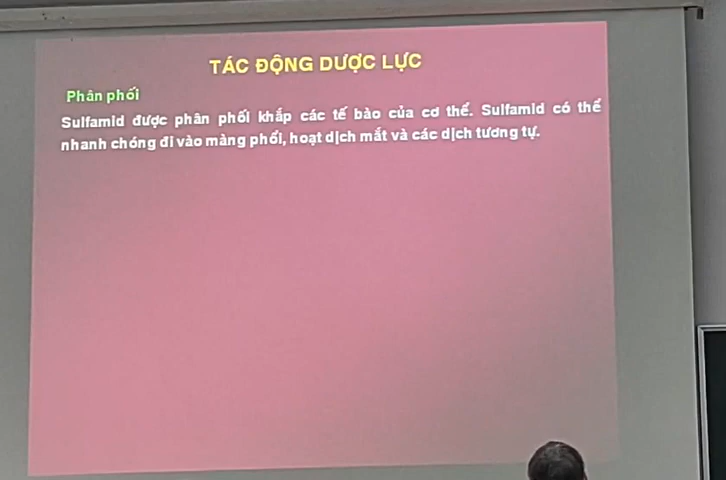 TÁC ĐỘNG DƯỢC LỰC
Phân phối
Sulfamid được phân phối khắp các tế bào của cơ thể. Sulfamid có thể
nhanh chóng đi vào màng phổi, hoạt dịch mắt và các dịch tương tự.